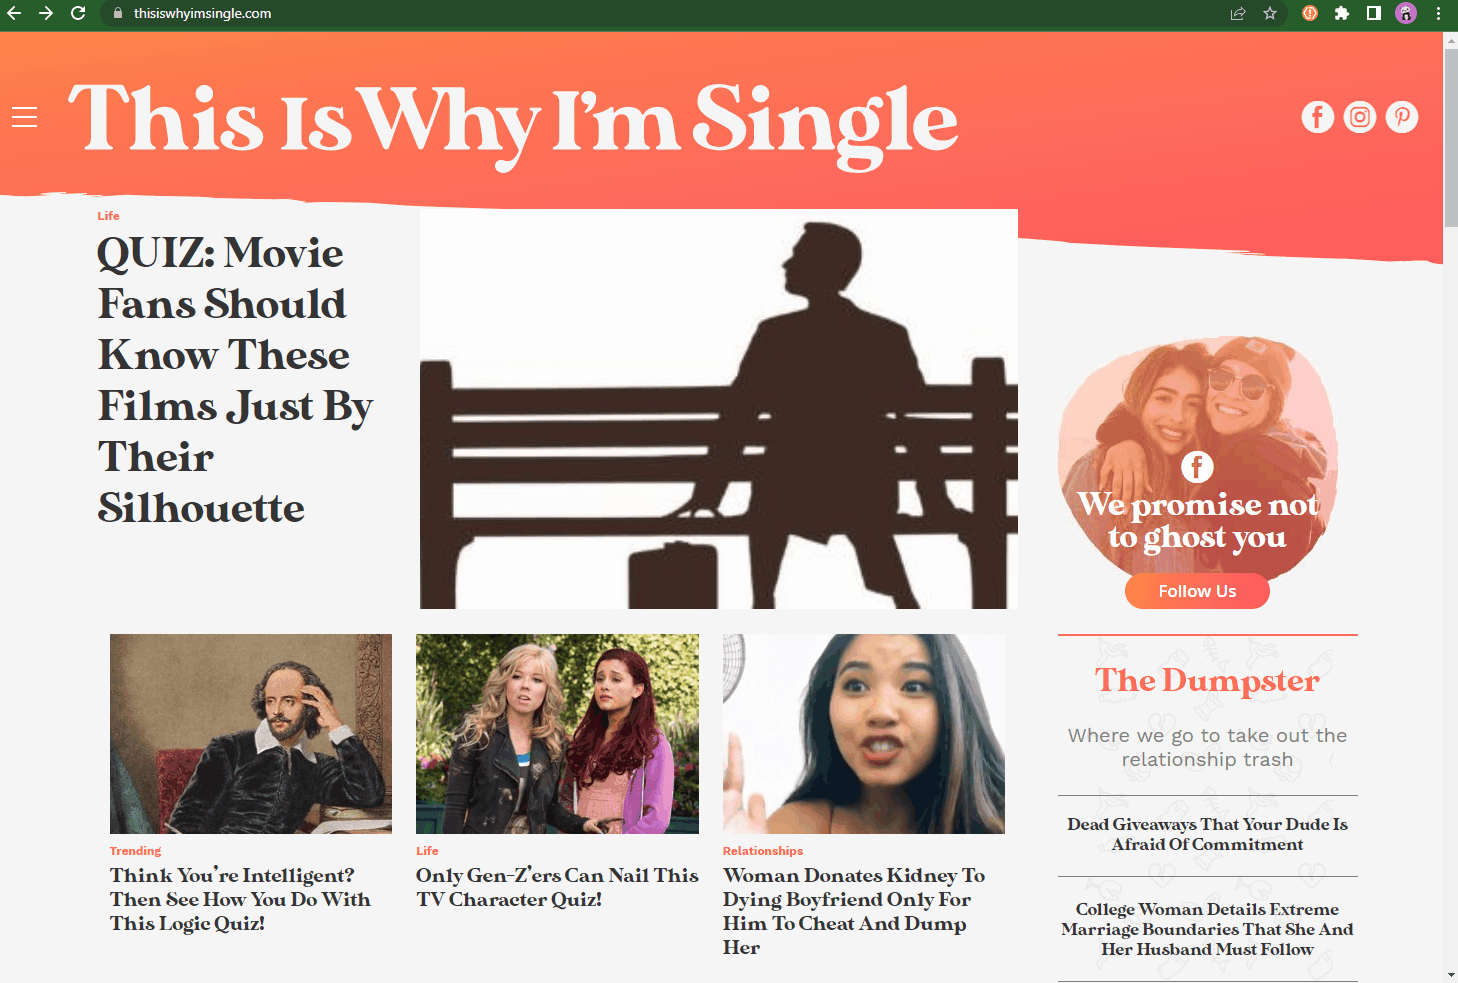 thisiswhyimsingle.com
This Is Why I'm Single
Life
QUIZ: Movie
Fans Should
Know These
Films Just By
Their
Silhouette
We promise not
to ghost you
Follow Us
Trending
Think You're Intelligent?
Then See How You Do With
This Logic Quiz!
Life
Only Gen-Z'ers Can Nail This
TV Character Quiz!
Relationships
Woman Donates Kidney To
Dying Boyfriend Only For
Him To Cheat And Dump
Her
The Dumpster
Where we go to take out the
relationship trash
Dead Giveaways That Your Dude Is
Afraid Of Commitment
College Woman Details Extreme
Marriage Boundaries That She And
Her Husband Must Follow